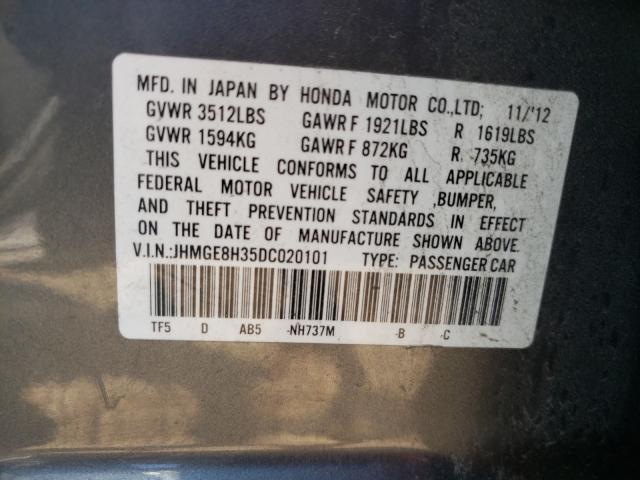 MFD. IN JAPAN BY HONDA MOTOR CO.,LTD; 11/'12
GVWR 3512LBS GAWR F 1921LBS R 1619LBS
GVWR 1594KG GAWR F 872KG R. 735KG
THIS VEHICLE CONFORMS TO ALL APPLICABLE
FEDERAL MOTOR VEHICLE SAFETY ,BUMPER,
AND THEFT PREVENTION STANDARDS IN EFFECT
ON THE DATE OF MANUFACTURE SHOWN ABOVE.
V.I.N.:JHMGE8H35DC020101 TYPE: PASSENGER CAR
TF5 D AB5 -NH737M -B -C